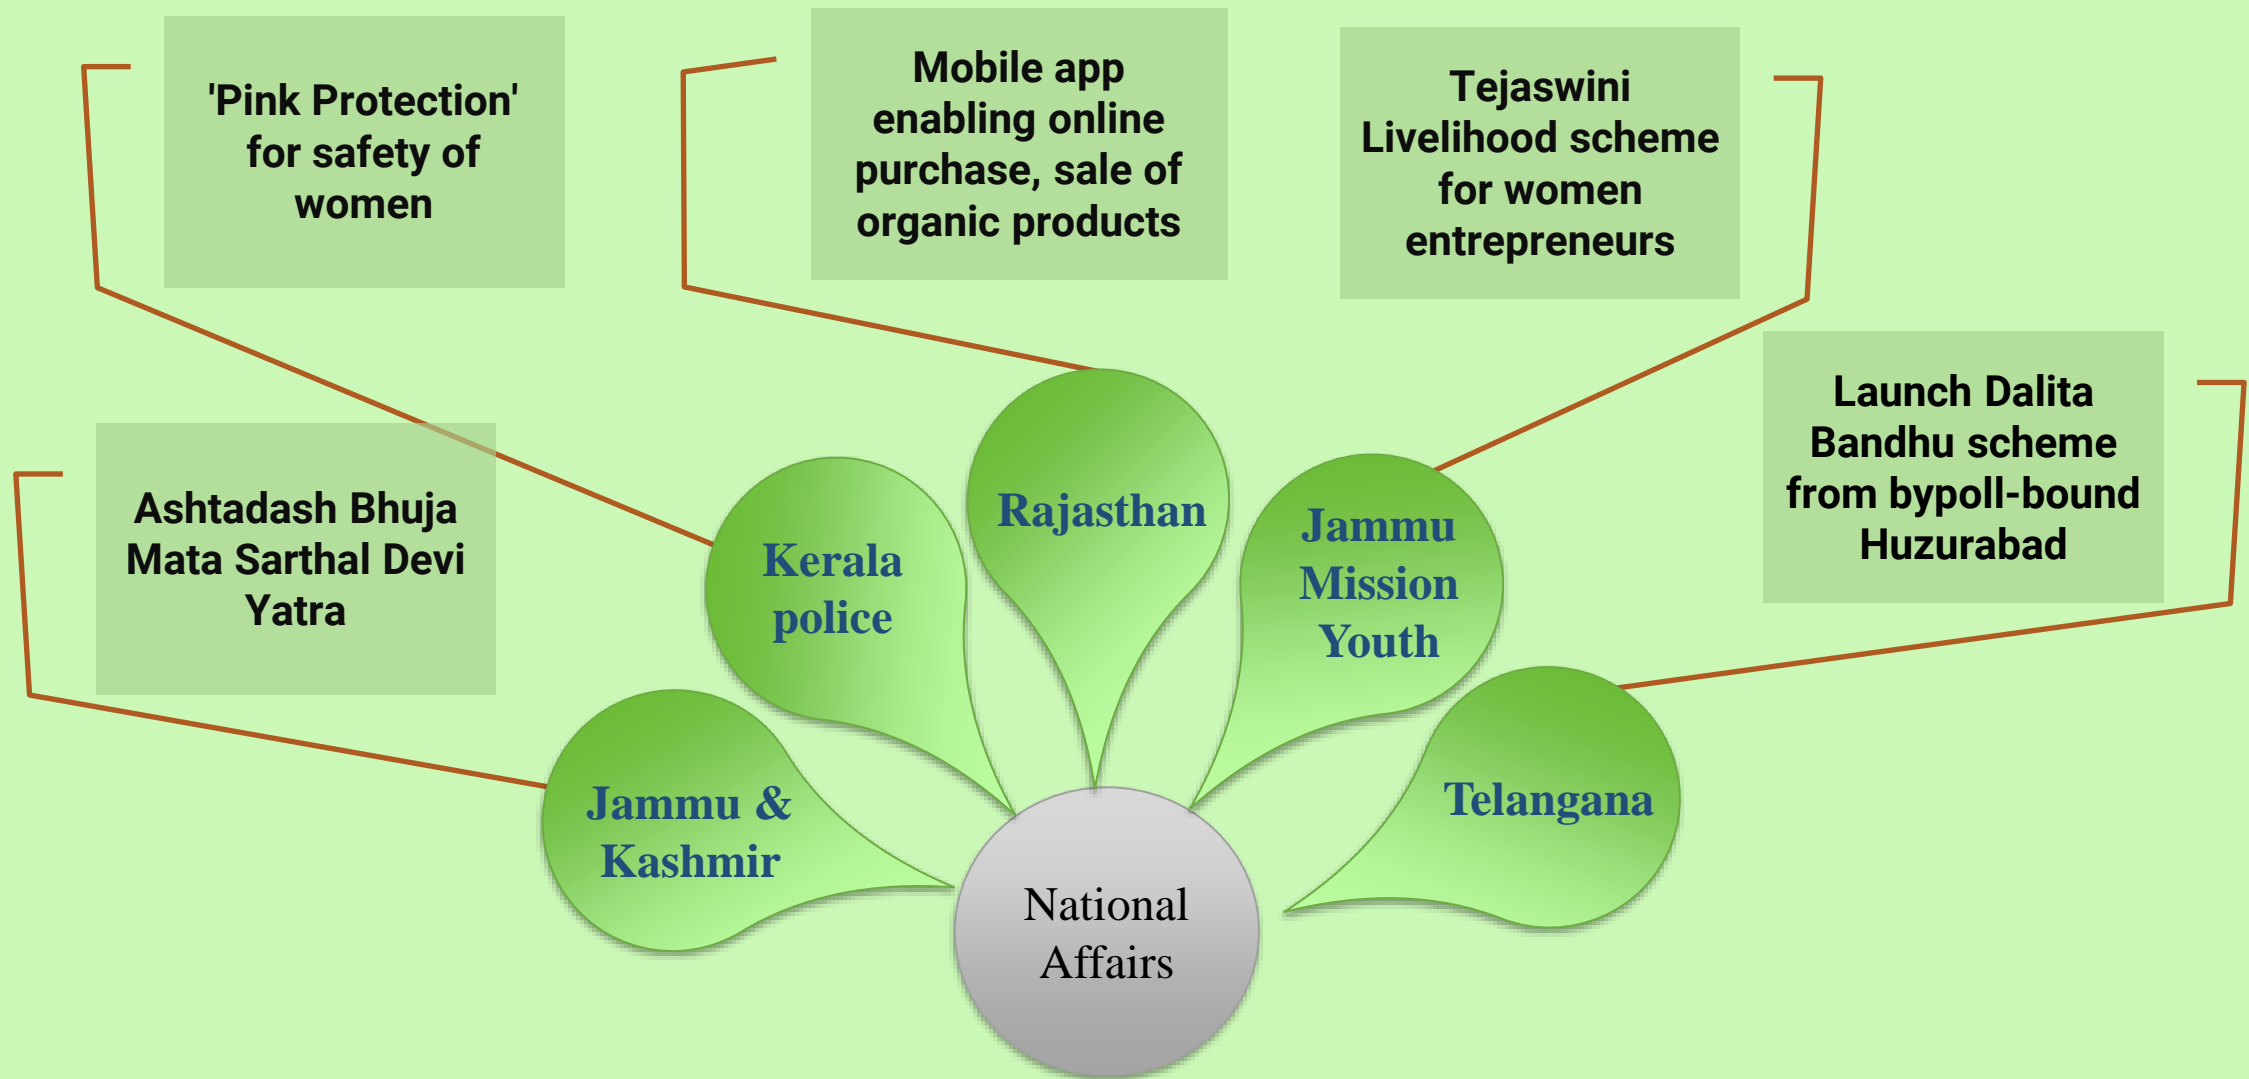 'Pink Protection'
for safety of
women
Mobile app
enabling online
purchase, sale of
organic products
Tejaswini
Livelihood scheme
for women
entrepreneurs
Launch Dalita
Bandhu scheme
from bypoll-bound
Huzurabad
Ashtadash Bhuja
Mata Sarthal Devi
Yatra
Kerala
police
Rajasthan
Jammu
Mission
Youth
Jammu &
Kashmir
Telangana
National
Affairs